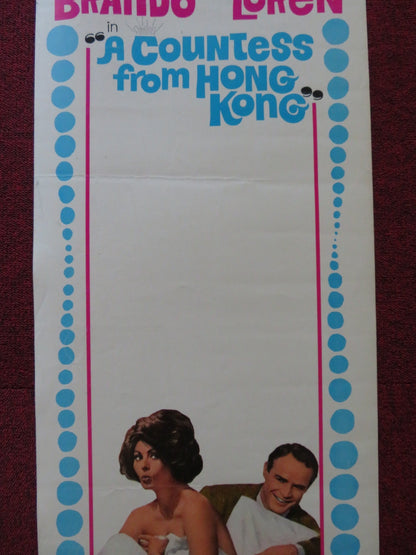 BRANDO LOREN
in
"A COUNTESS
from HONG
KONG"